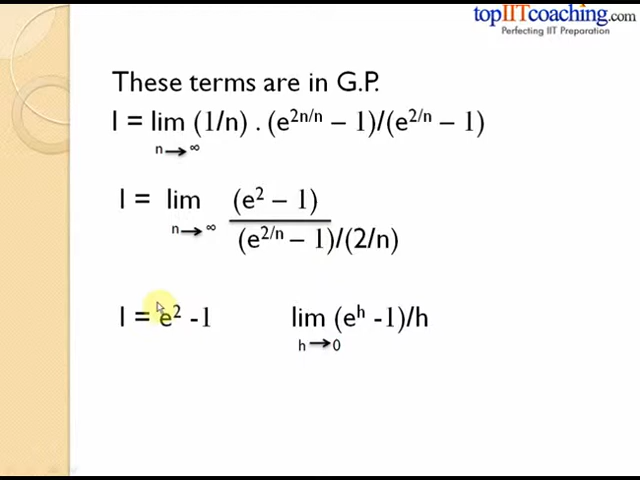 topIITcoaching.com
Perfecting IIT Preparation
These terms are in G.P.
I = lim (1/n) . (e^{2n/n} – 1)/(e^{2/n} – 1)
n→∞
I = lim (e² – 1)
n→∞ (e^{2/n} – 1)/(2/n)
I = e² -1 lim (e^h -1)/h
h→0